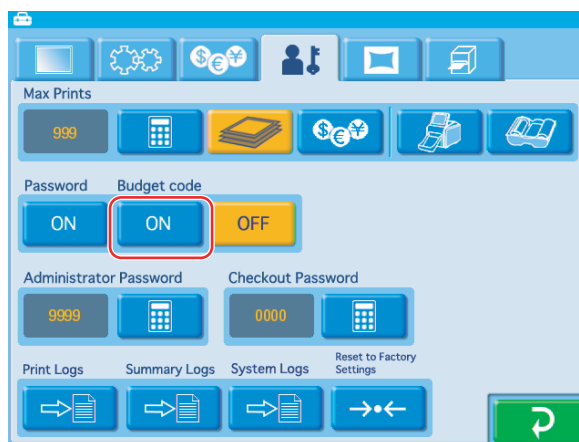 $€¥
Max Prints
999
$€¥
Password Budget code
ON ON OFF
Administrator Password Checkout Password
9999 0000
Print Logs Summary Logs System Logs Reset to Factory
Settings